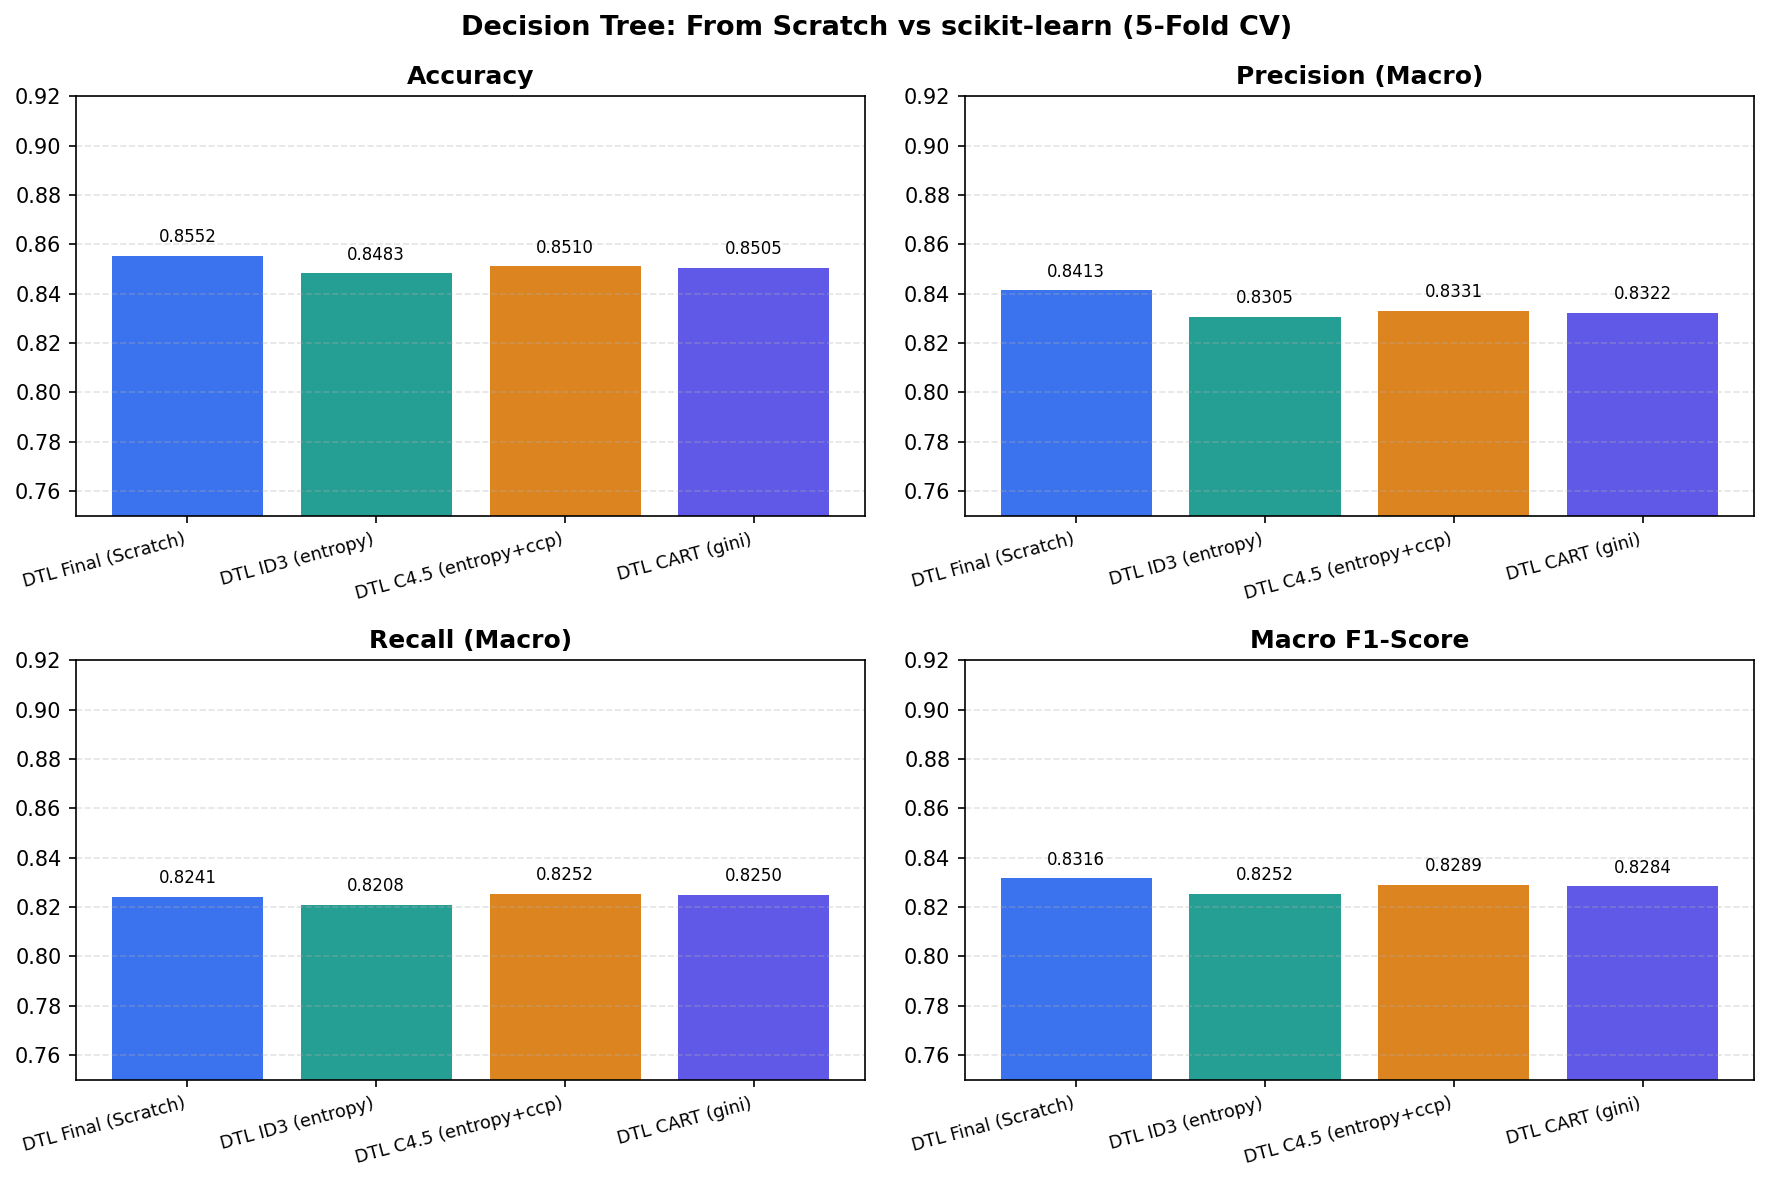 Decision Tree: From Scratch vs scikit-learn (5-Fold CV)
Accuracy
0.92
0.90
0.88
0.86
0.84
0.82
0.80
0.78
0.76
0.8552
0.8483
0.8510
0.8505
DTL Final (Scratch)
DTL ID3 (entropy)
DTL C4.5 (entropy+ccp)
DTL CART (gini)
Precision (Macro)
0.92
0.90
0.88
0.86
0.84
0.82
0.80
0.78
0.76
0.8413
0.8305
0.8331
0.8322
DTL Final (Scratch)
DTL ID3 (entropy)
DTL C4.5 (entropy+ccp)
DTL CART (gini)
Recall (Macro)
0.92
0.90
0.88
0.86
0.84
0.82
0.80
0.78
0.76
0.8241
0.8208
0.8252
0.8250
DTL Final (Scratch)
DTL ID3 (entropy)
DTL C4.5 (entropy+ccp)
DTL CART (gini)
Macro F1-Score
0.92
0.90
0.88
0.86
0.84
0.82
0.80
0.78
0.76
0.8316
0.8252
0.8289
0.8284
DTL Final (Scratch)
DTL ID3 (entropy)
DTL C4.5 (entropy+ccp)
DTL CART (gini)